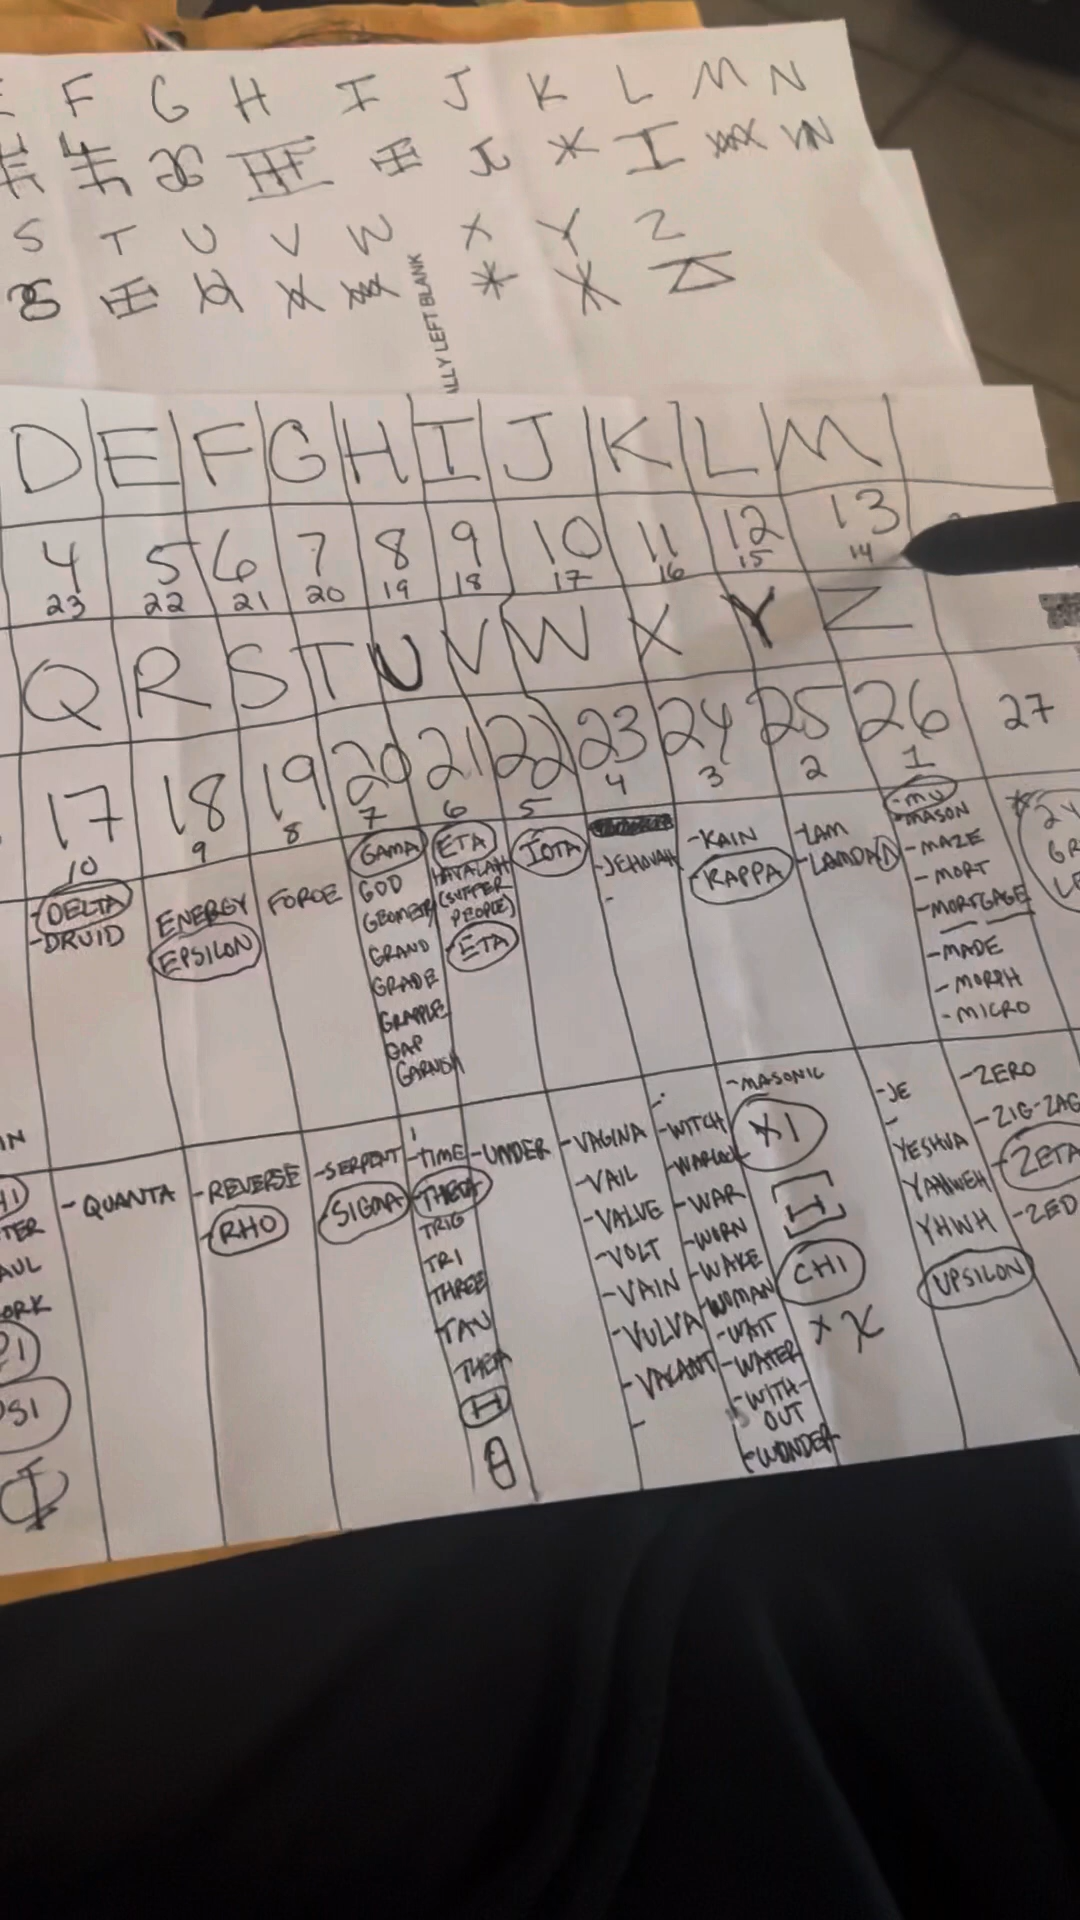 F G H I J K L M N
S T U V W X Y Z
ALLY LEFT BLANK
D E F G H I J K L M
4 5 6 7 8 9 10 11 12 13
23 22 21 20 19 18 17 16 15 14
Q R S T U V W X Y Z
17 18 19 20 21 22 23 24 25 26 27
10 9 8 7 6 5 4 3 2 1
-DELTA
-DRUID
ENERGY
EPSILON
FORCE
GAMA
GOD
GEOMETRY
GRAND
GRADE
GRAPPLE
GAP
GARNISH
ETA
HAVALAH
(SUFFER
PEOPLE)
ETA
IOTA
-JEHOVAH
-
-KAIN
-KAPPA
-LAM
-LAMDA
-MU
-MASON
-MAZE
-MORT
-MORTGAGE
-MADE
-MORPH
-MICRO
-QUANTA
-REVERSE
-RHO
-SERPENT
-SIGMA
-TIME
-THETA
TRIG
TRI
THREE
TAU
THETA
H
θ
-UNDER
-VAGINA
-VAIL
-VALUE
-VOLT
-VAIN
-VULVA
-VACANT
-
-WITCH
-WARLOCK
-WAR
-WORN
-WAKE
-WOMAN
-WAIT
-WATER
-WITH-
OUT
-WONDER
-MASONIC
XI
[I]
CHI
X X
-JE
-
YESHUA
YAHWEH
YHWH
UPSILON
-ZERO
-ZIG-ZAG
-ZETA
-ZED